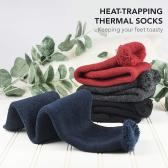 HEAT-TRAPPING
THERMAL SOCKS
Keeping your feet toasty